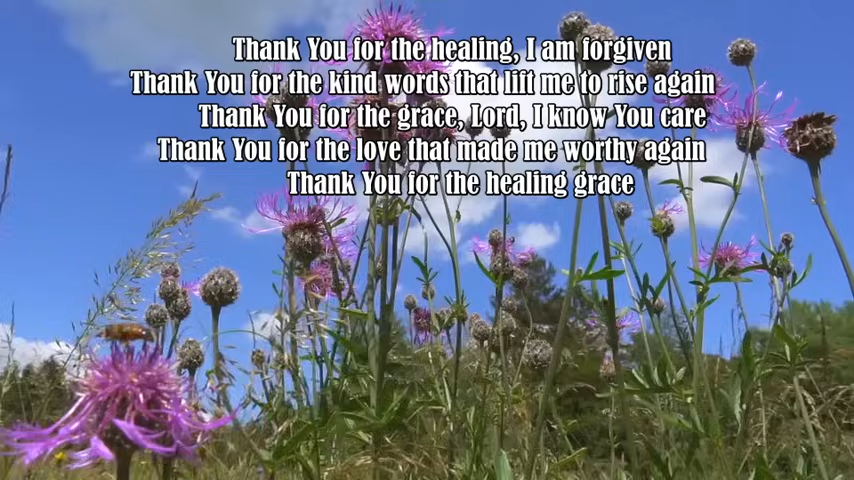 Thank You for the healing, I am forgiven
Thank You for the kind words that lift me to rise again
Thank You for the grace, Lord, I know You care
Thank You for the love that made me worthy again
Thank You for the healing grace